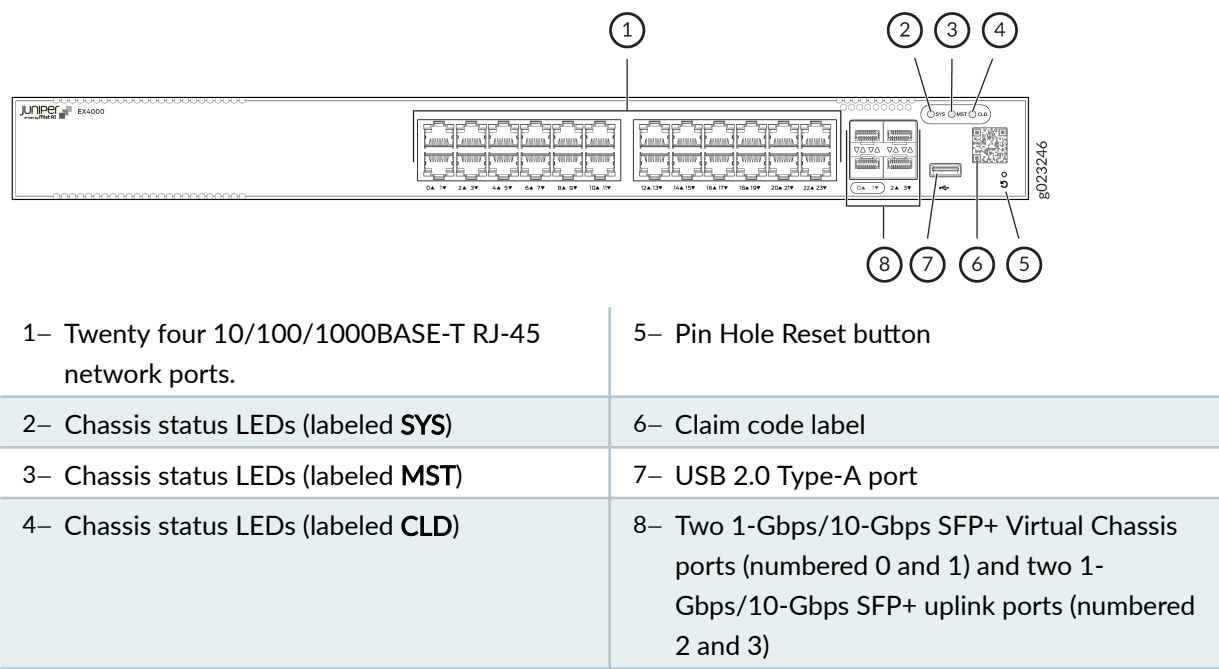 1
2
3
4
JUNIPER
driven by Mist AI
EX4000
SYS
MST
CLD
0▲ 1▼ 2▲ 3▼ 4▲ 5▼ 6▲ 7▼ 8▲ 9▼ 10▲ 11▼ 12▲ 13▼ 14▲ 15▼ 16▲ 17▼ 18▲ 19▼ 20▲ 21▼ 22▲ 23▼
0▲ 1▼ 2▲ 3▼
g023246
8
7
6
5
1– Twenty four 10/100/1000BASE-T RJ-45
network ports.
5– Pin Hole Reset button
2– Chassis status LEDs (labeled SYS)
6– Claim code label
3– Chassis status LEDs (labeled MST)
7– USB 2.0 Type-A port
4– Chassis status LEDs (labeled CLD)
8– Two 1-Gbps/10-Gbps SFP+ Virtual Chassis
ports (numbered 0 and 1) and two 1-
Gbps/10-Gbps SFP+ uplink ports (numbered
2 and 3)